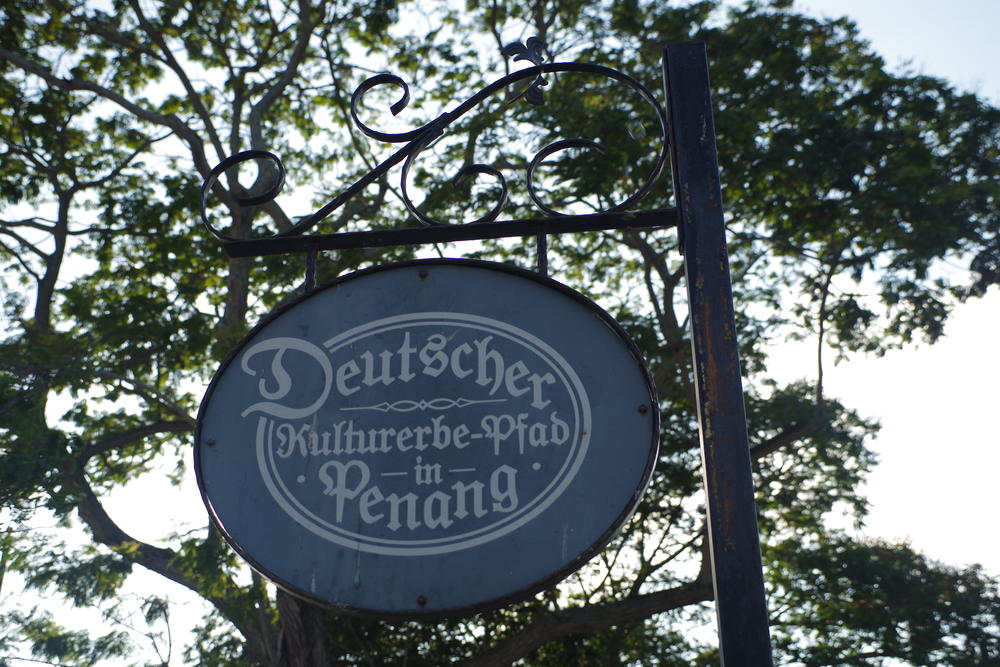 Deutscher
Kulturerbe-Pfad
– in –
· Penang ·